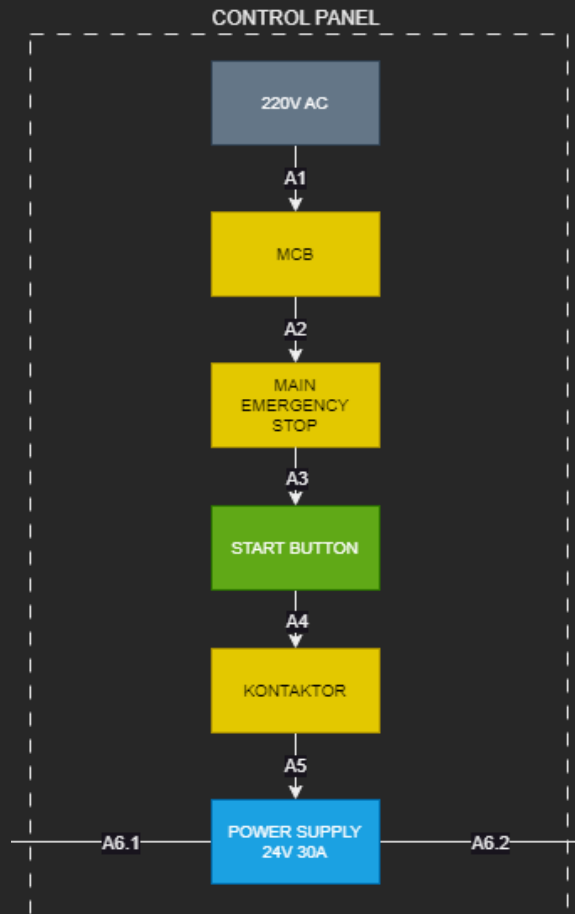 CONTROL PANEL
220V AC
A1
MCB
A2
MAIN
EMERGENCY
STOP
A3
START BUTTON
A4
KONTAKTOR
A5
POWER SUPPLY
24V 30A
A6.1
A6.2